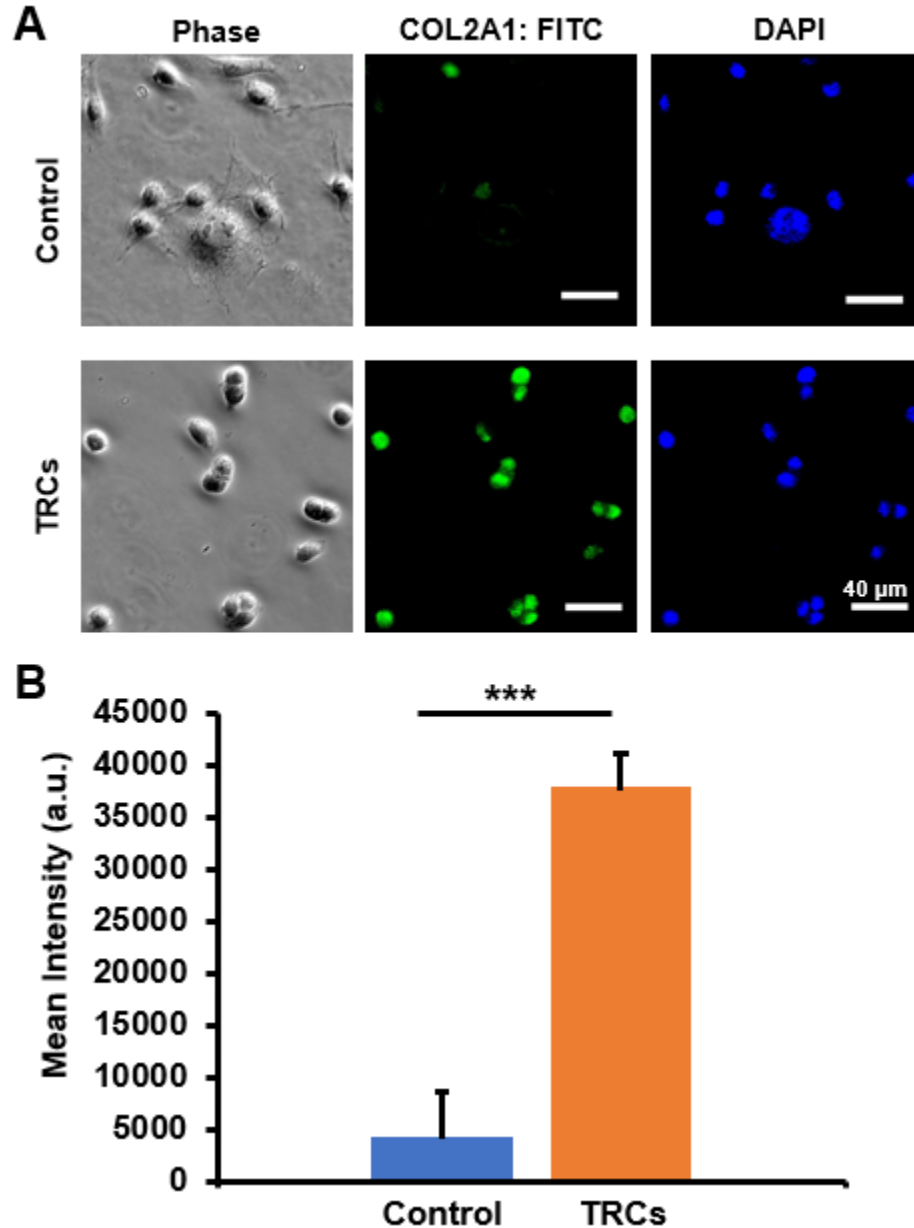 A
Phase COL2A1: FITC DAPI
Control
TRCs
40 µm
B
***
Mean Intensity (a.u.)
45000
40000
35000
30000
25000
20000
15000
10000
5000
0
Control TRCs